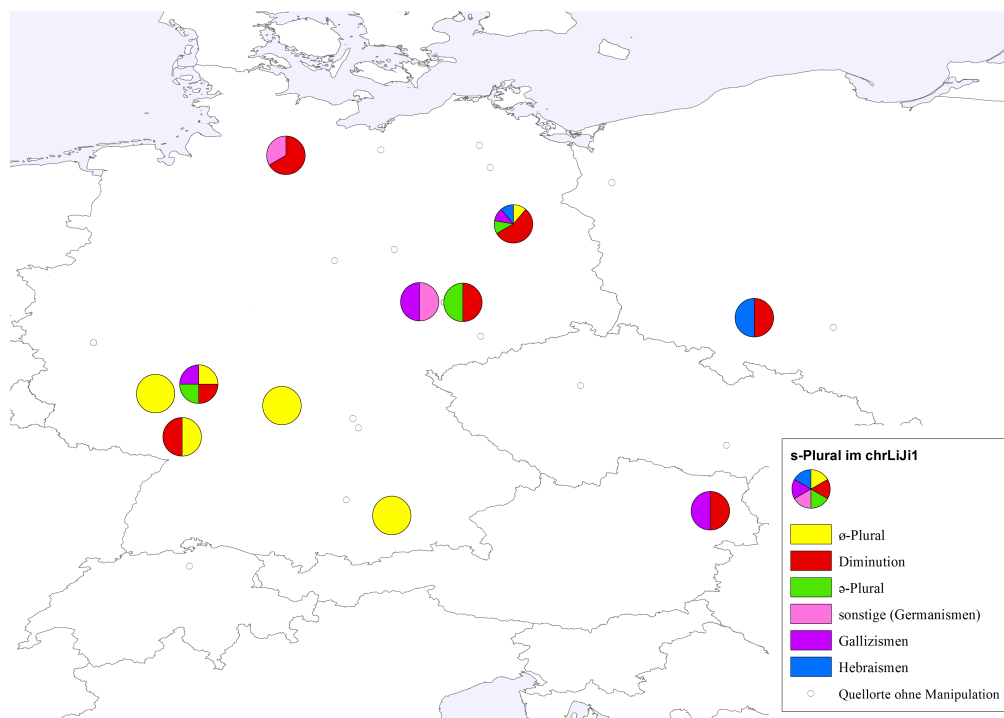 s-Plural im chrLiJi1
ø-Plural
Diminution
ə-Plural
sonstige (Germanismen)
Gallizismen
Hebraismen
Quellorte ohne Manipulation